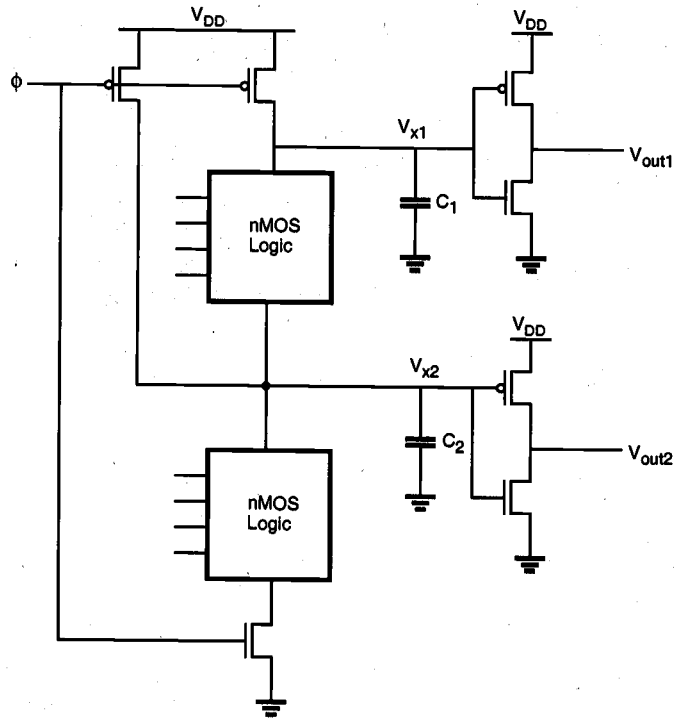 V_DD
V_DD
ϕ
V_x1
V_out1
C_1
nMOS
Logic
V_DD
V_x2
C_2
V_out2
nMOS
Logic